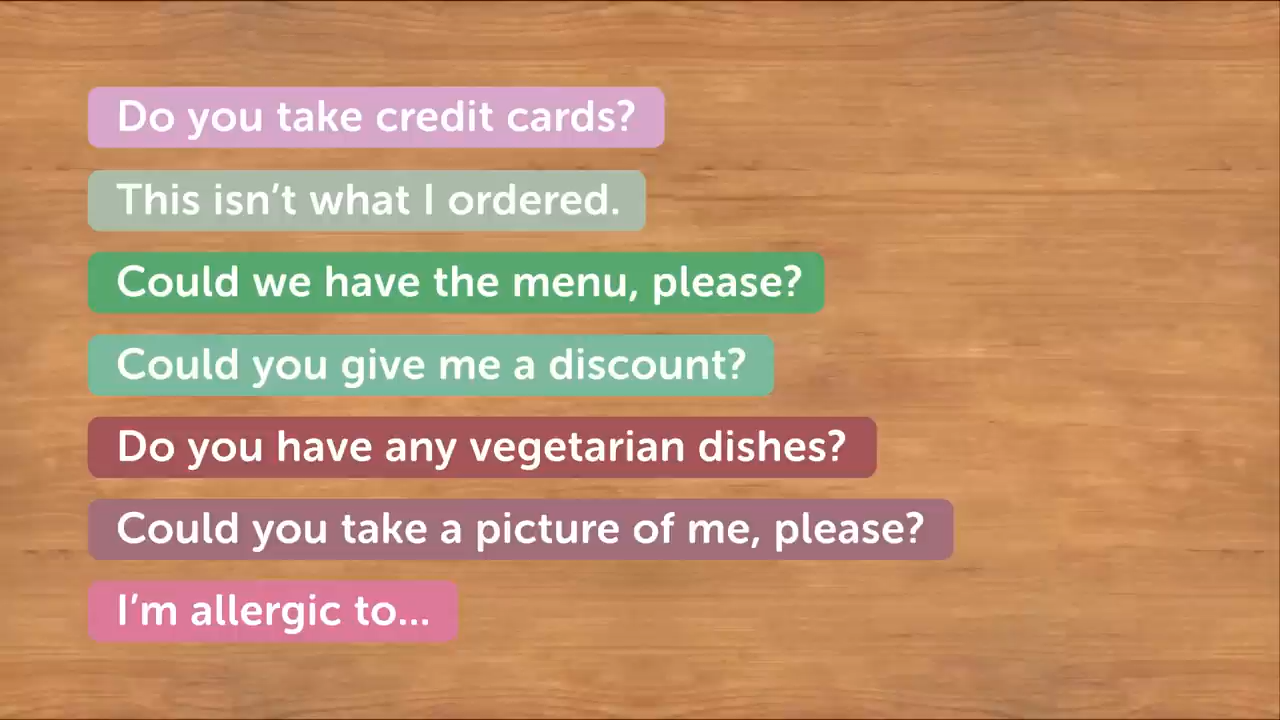 Do you take credit cards?
This isn’t what I ordered.
Could we have the menu, please?
Could you give me a discount?
Do you have any vegetarian dishes?
Could you take a picture of me, please?
I’m allergic to...